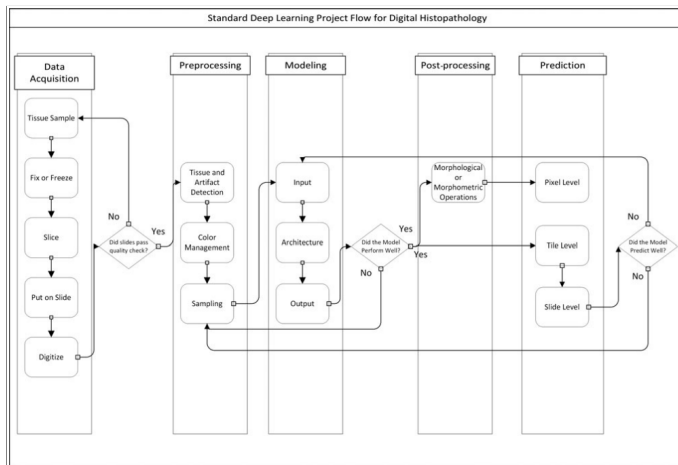 Standard Deep Learning Project Flow for Digital Histopathology
Data
Acquisition
Tissue Sample
Fix or Freeze
Slice
Put on Slide
Digitize
No
Yes
Did slides pass
quality check?
Preprocessing
Tissue and
Artifact
Detection
Color
Management
Sampling
Modeling
Input
Architecture
Output
Did the Model
Perform Well?
Yes
Yes
No
Post-processing
Morphological
or
Morphometric
Operations
Prediction
Pixel Level
Tile Level
Slide Level
No
Did the Model
Predict Well?
No